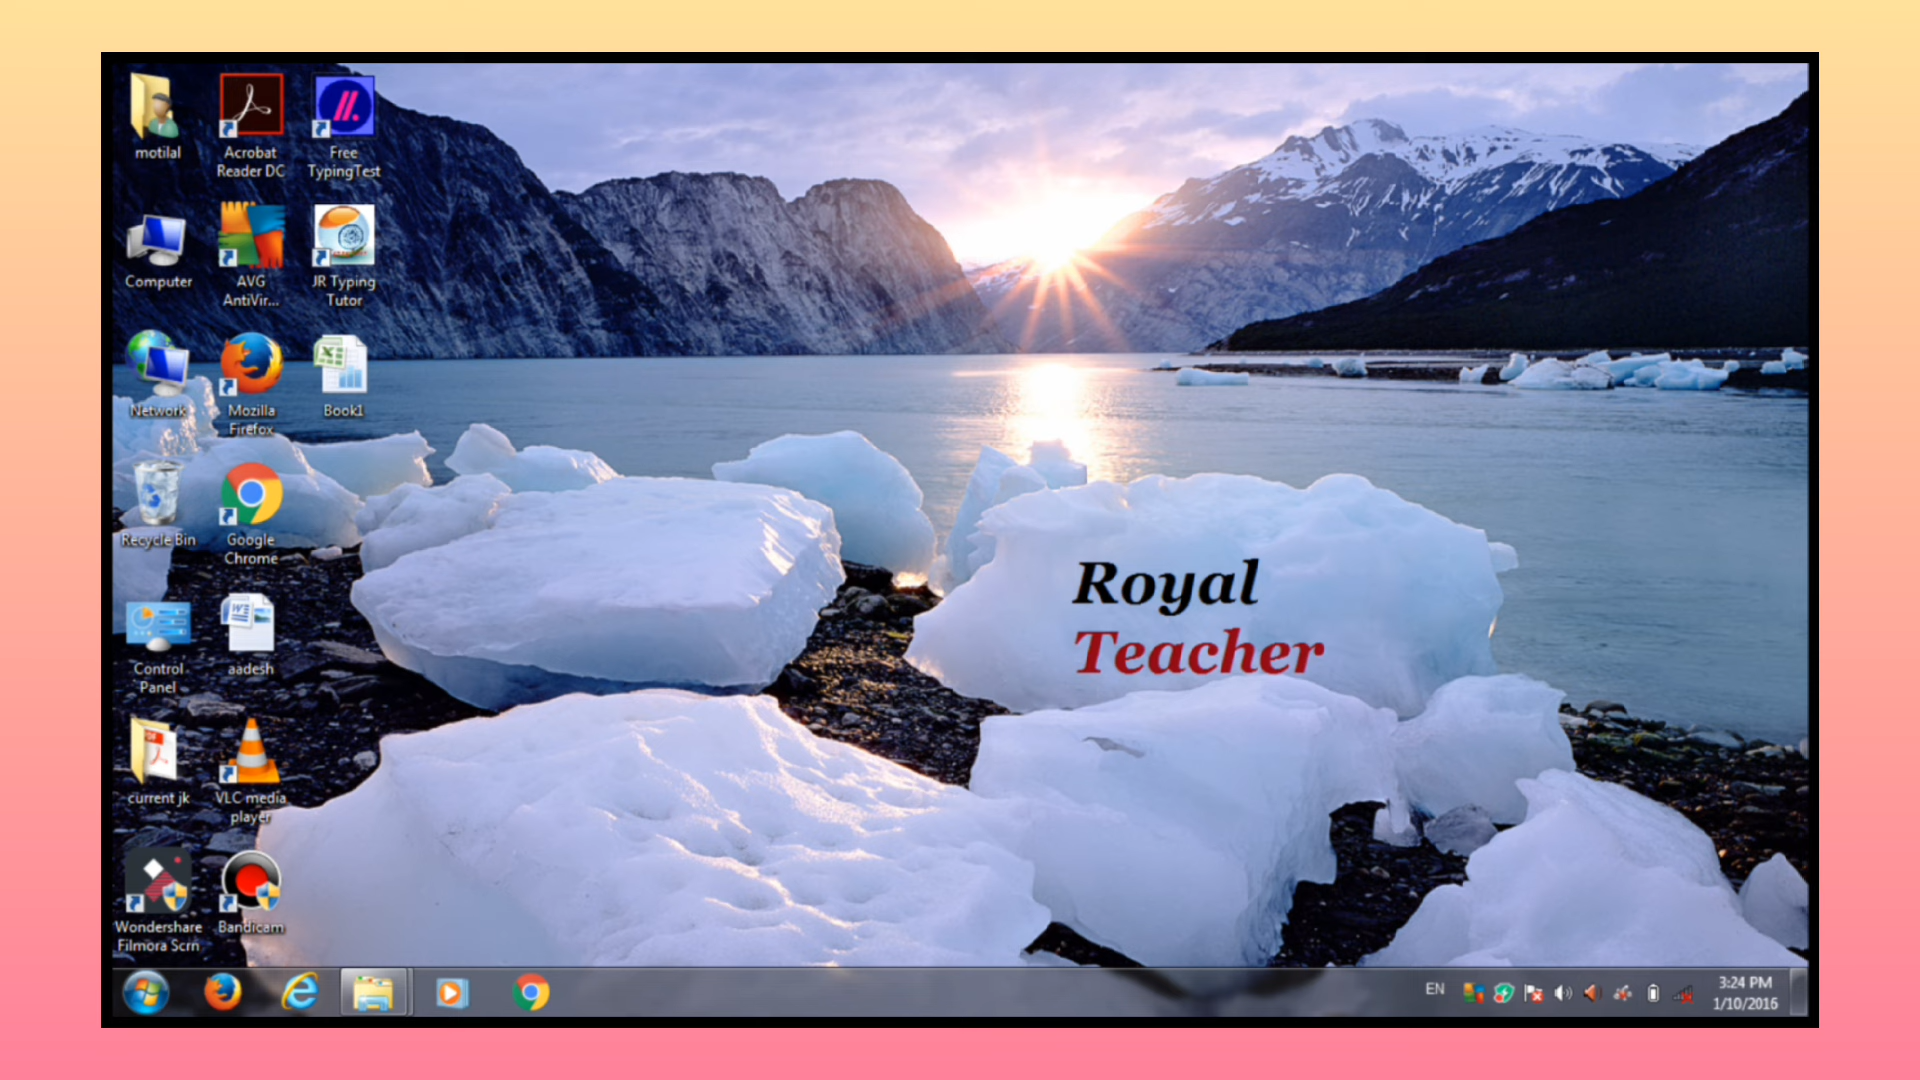 motilal
Acrobat
Reader DC
Free
TypingTest
Computer
AVG
AntiVir...
JR Typing
Tutor
Network
Mozilla
Firefox
Book1
Recycle Bin
Google
Chrome
Control
Panel
aadesh
current jk
VLC media
player
Wondershare
Filmora Scrn
Bandicam
Royal
Teacher
EN
3:24 PM
1/10/2016